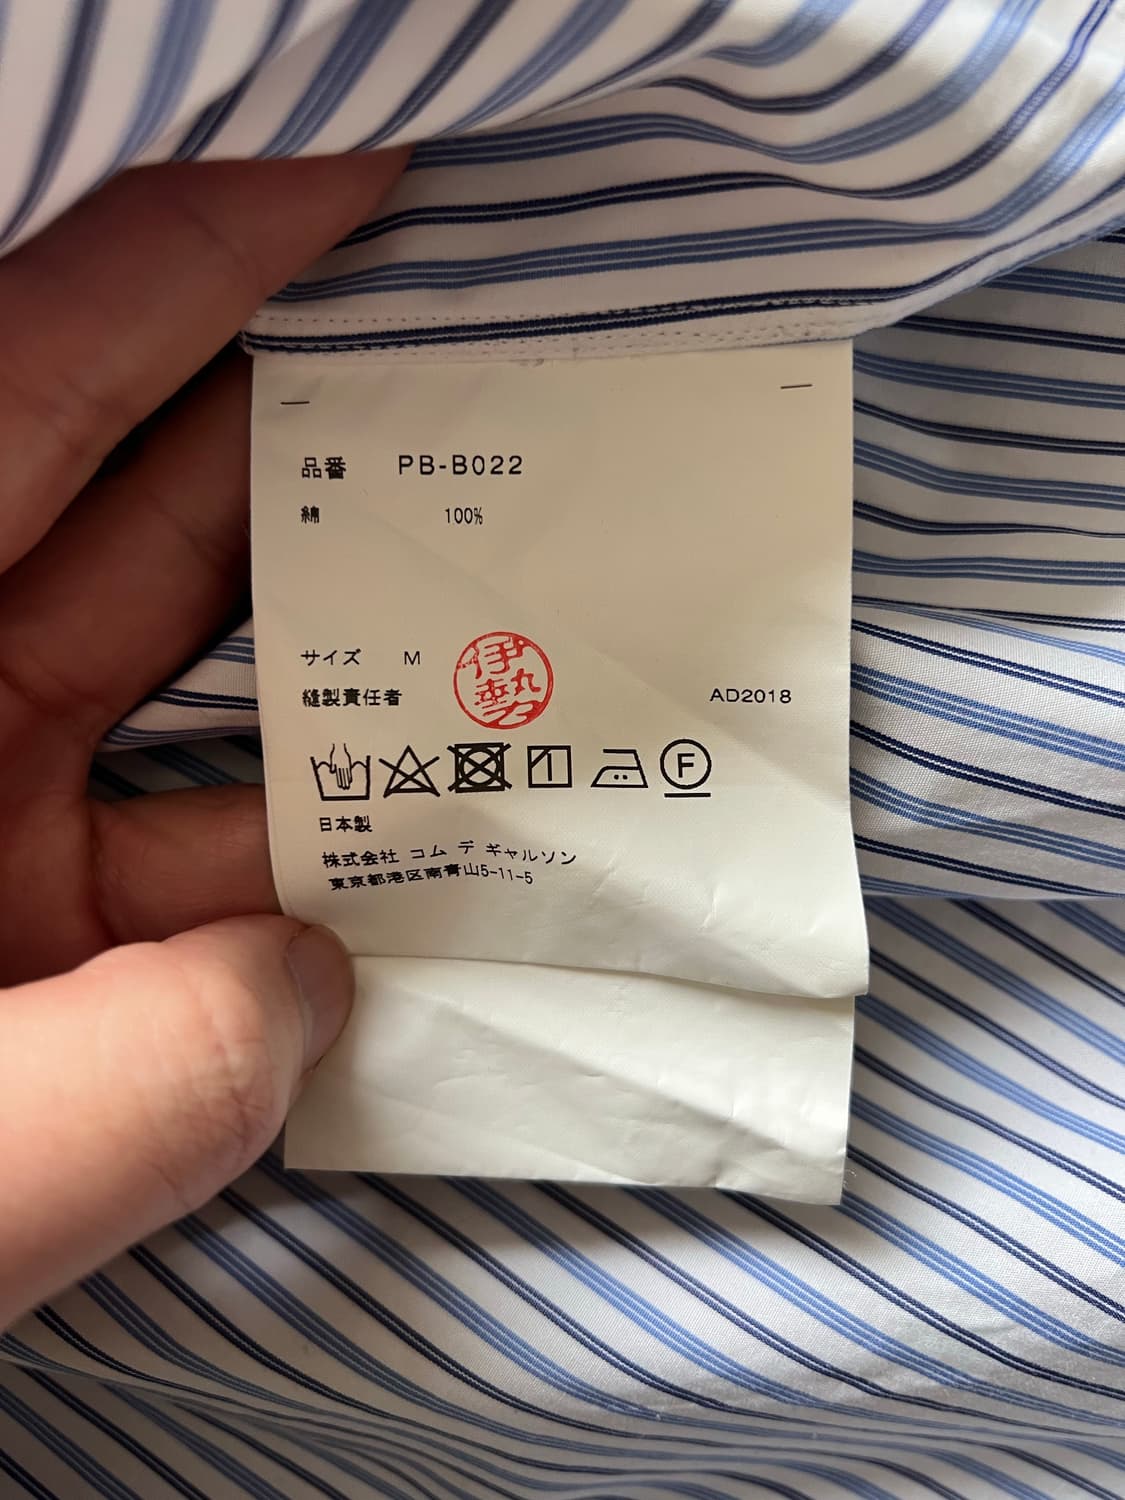 品番 PB-B022
綿 100%
サイズ M
縫製責任者 伊勢丸 AD2018
F
日本製
株式会社 コム デ ギャルソン
東京都港区南青山5-11-5